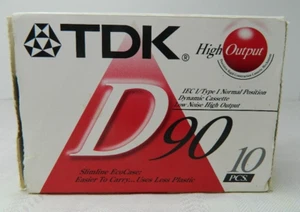 TDK®
High Output
IEC I/Type I Normal Position
Dynamic Cassette
Low Noise High Output
D90
10
PCS.
Slimline EcoCase:
Easier To Carry... Uses Less Plastic